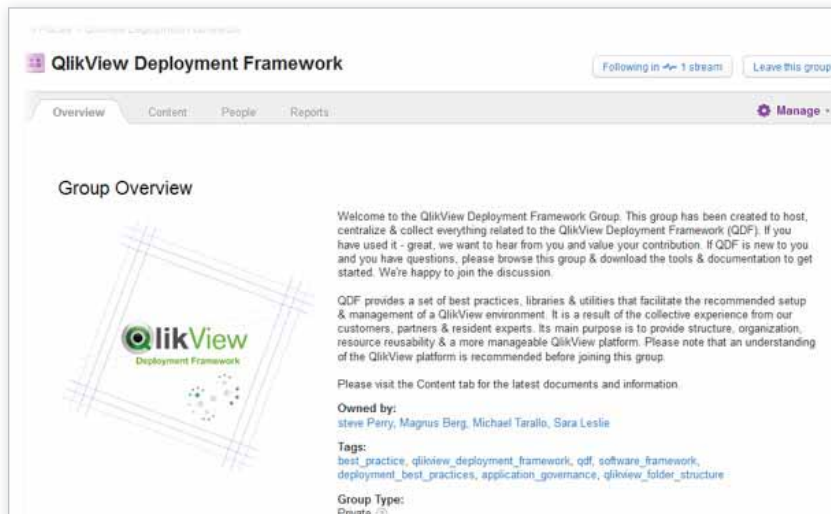 QlikView Deployment Framework
Following in 1 stream
Leave this group
Overview
Content
People
Reports
Manage
Group Overview
Welcome to the QlikView Deployment Framework Group. This group has been created to host,
centralize & collect everything related to the QlikView Deployment Framework (QDF). If you
have used it - great, we want to hear from you and value your contribution. If QDF is new to you
and you have questions, please browse this group & download the tools & documentation to get
started. We're happy to join the discussion.
QDF provides a set of best practices, libraries & utilities that facilitate the recommended setup
& management of a QlikView environment. It is a result of the collective experience from our
customers, partners & resident experts. Its main purpose is to provide structure, organization,
resource reusability & a more manageable QlikView platform. Please note that an understanding
of the QlikView platform is recommended before joining this group.
Please visit the Content tab for the latest documents and information.
QlikView
Deployment Framework
Owned by:
steve Perry, Magnus Berg, Michael Tarallo, Sara Leslie
Tags:
best_practice, qlikview_deployment_framework, qdf, software_framework,
deployment_best_practices, application_governance, qlikview_folder_structure
Group Type:
Private